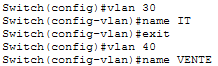 Switch(config)#vlan 30
Switch(config-vlan)#name IT
Switch(config-vlan)#exit
Switch(config)#vlan 40
Switch(config-vlan)#name VENTE